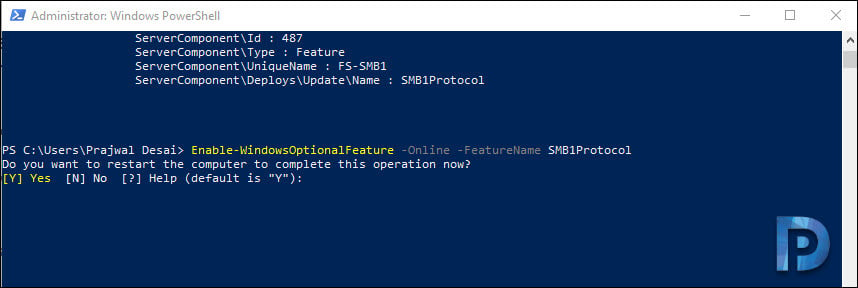 Administrator: Windows PowerShell
ServerComponent\Id : 487
ServerComponent\Type : Feature
ServerComponent\UniqueName : FS-SMB1
ServerComponent\Deploys\Update\Name : SMB1Protocol
PS C:\Users\Prajwal Desai> Enable-WindowsOptionalFeature -Online -FeatureName SMB1Protocol
Do you want to restart the computer to complete this operation now?
[Y] Yes  [N] No  [?] Help (default is "Y"):